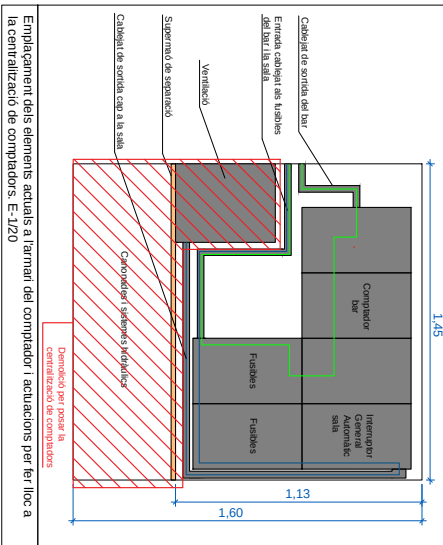 Cablejat de sortida del bar
Entrada cablejat als fusibles
del bar i la sala
Ventilació
Supermaó de separació
Cablejat de sortida cap a la sala
1,45
Comptador
bar
Interruptor
General
Automàtic
sala
Fusibles
Fusibles
Canonades i sistemes hidràulics
1,13
1,60
Demolició per posar la
centralització de comptadors
Emplaçament dels elements actuals a l'armari del comptador i actuacions per fer lloc a
la centralització de comptadors. E-1/20